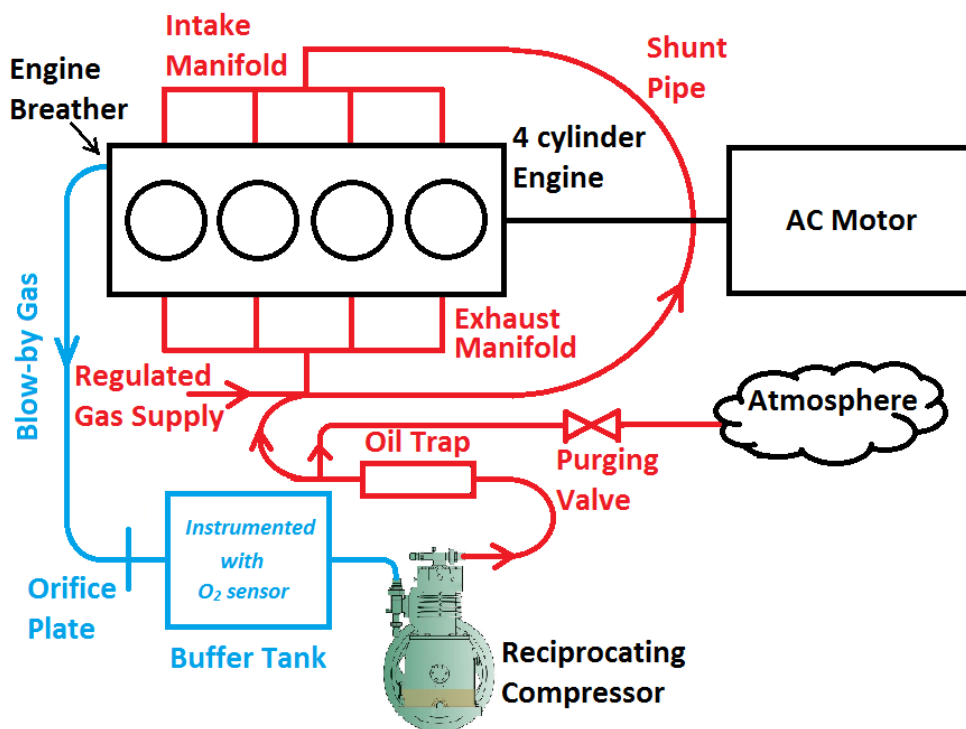 Intake
Manifold
Shunt
Pipe
Engine
Breather
4 cylinder
Engine
AC Motor
Blow-by Gas
Exhaust
Manifold
Regulated
Gas Supply
Atmosphere
Oil Trap
Purging
Valve
Instrumented
with
O₂ sensor
Orifice
Plate
Buffer Tank
Reciprocating
Compressor